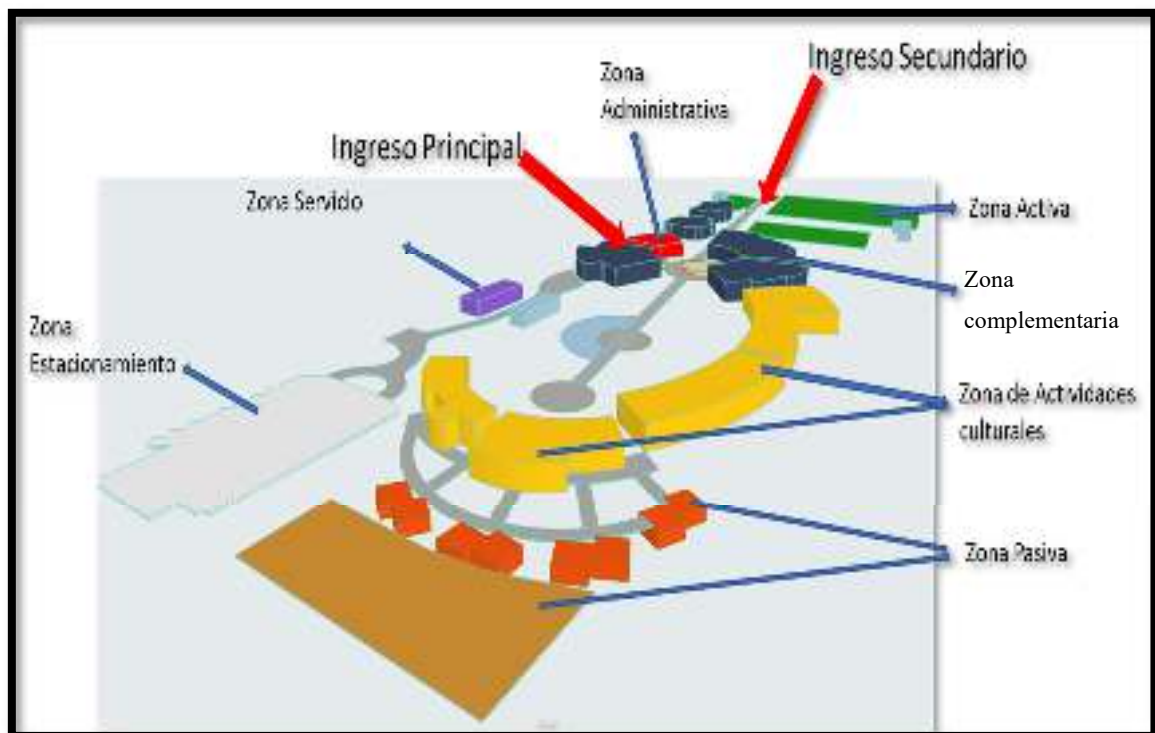 Ingreso Secundario
Zona
Administrativa
Ingreso Principal
Zona Servicio
Zona Activa
Zona
complementaria
Zona
Estacionamiento
Zona de Actividades
culturales
Zona Pasiva